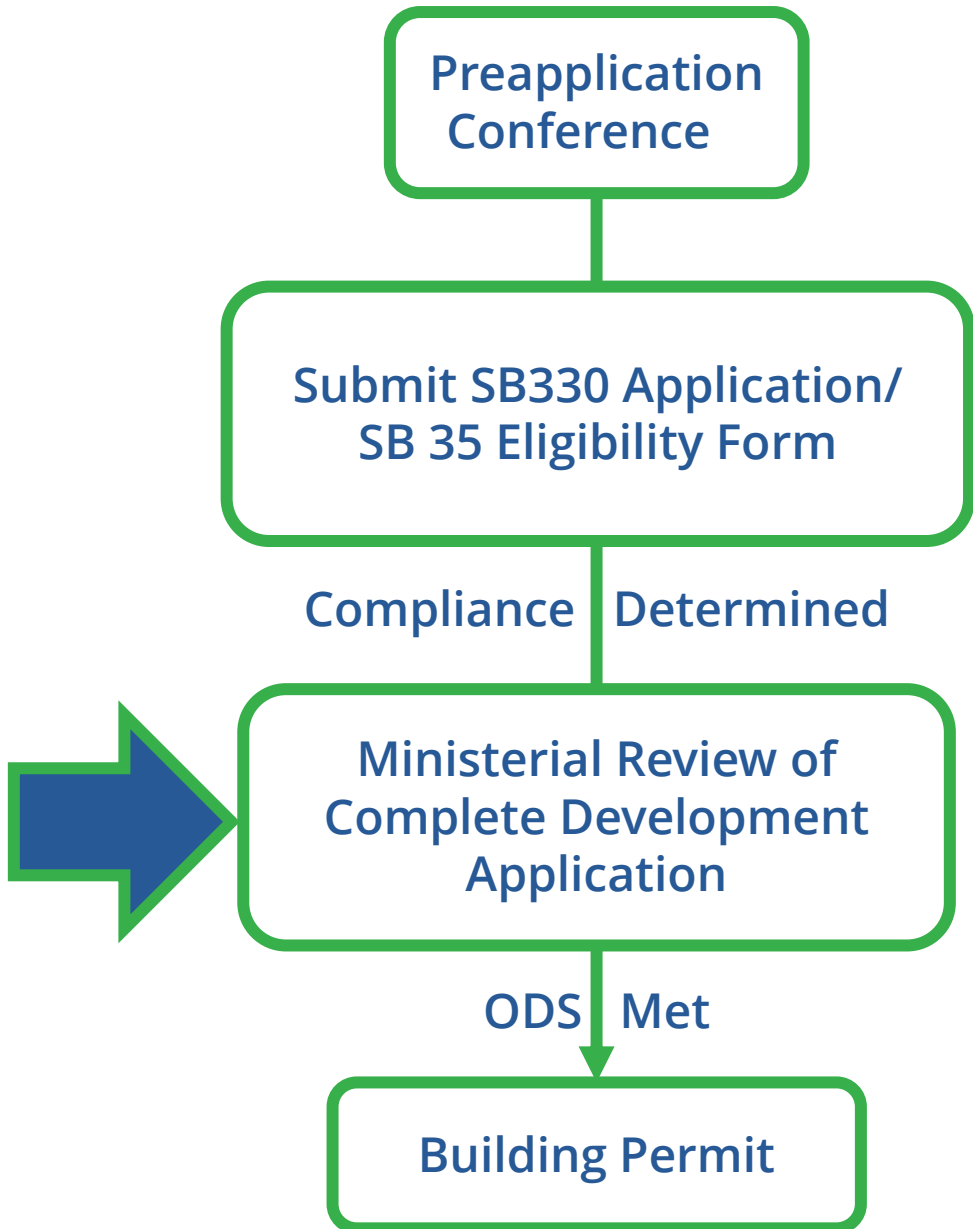 Preapplication
Conference
Submit SB330 Application/
SB 35 Eligibility Form
Compliance Determined
Ministerial Review of
Complete Development
Application
ODS Met
Building Permit